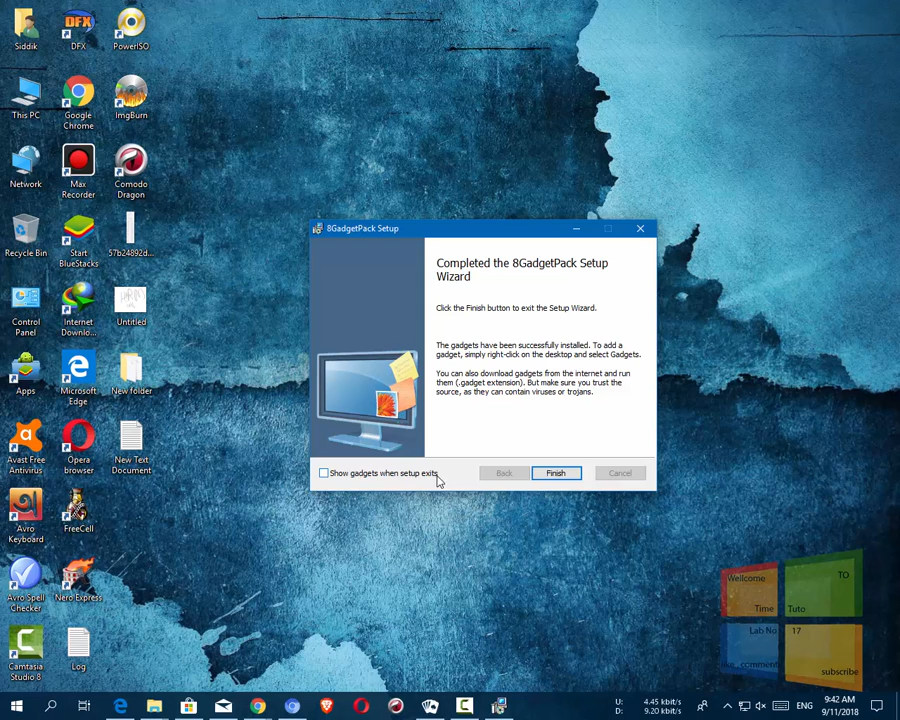 Siddik
DFX
DFX
PowerISO
This PC
Google
Chrome
ImgBurn
Network
Max
Recorder
Comodo
Dragon
Recycle Bin
Start
BlueStacks
57b24892d...
Control
Panel
Internet
Downlo...
Untitled
Apps
Microsoft
Edge
New folder
Avast Free
Antivirus
Opera
browser
New Text
Document
Avro
Keyboard
FreeCell
Avro Spell
Checker
Nero Express
Camtasia
Studio 8
Log
8GadgetPack Setup
Completed the 8GadgetPack Setup
Wizard
Click the Finish button to exit the Setup Wizard.
The gadgets have been successfully installed. To add a
gadget, simply right-click on the desktop and select Gadgets.
You can also download gadgets from the internet and run
them (.gadget extension). But make sure you trust the
source, as they can contain viruses or trojans.
Show gadgets when setup exits
Back
Finish
Cancel
Wellcome
TO
Time
Tuto
Lab No
17
like, comment
subscribe
U: 4.45 kbit/s
D: 9.20 kbit/s
ENG
9:42 AM
9/11/2018